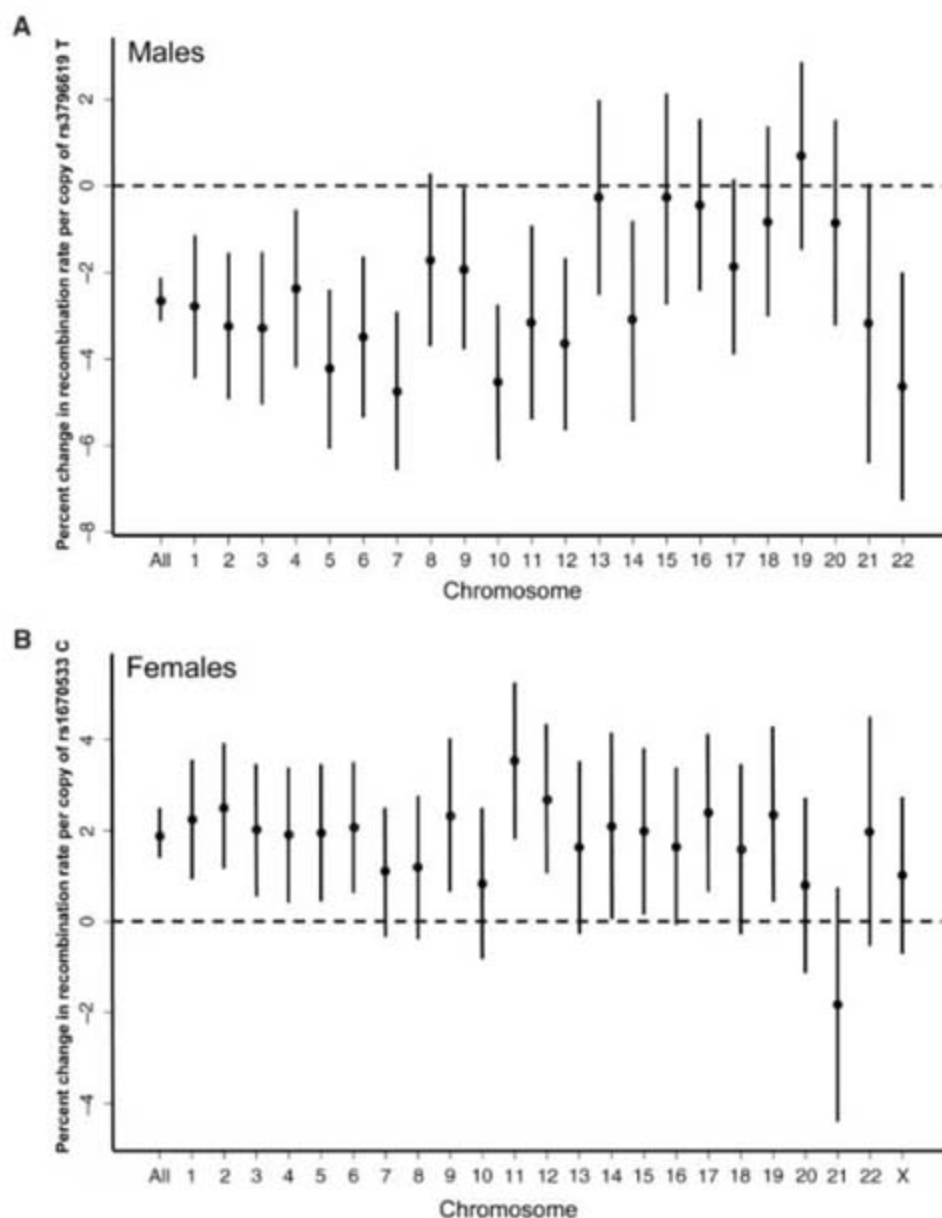 A
Males
Percent change in recombination rate per copy of rs3796619 T
2
0
-2
-4
-6
-8
All 1 2 3 4 5 6 7 8 9 10 11 12 13 14 15 16 17 18 19 20 21 22
Chromosome
B
Females
Percent change in recombination rate per copy of rs1670533 C
4
2
0
-2
-4
All 1 2 3 4 5 6 7 8 9 10 11 12 13 14 15 16 17 18 19 20 21 22 X
Chromosome